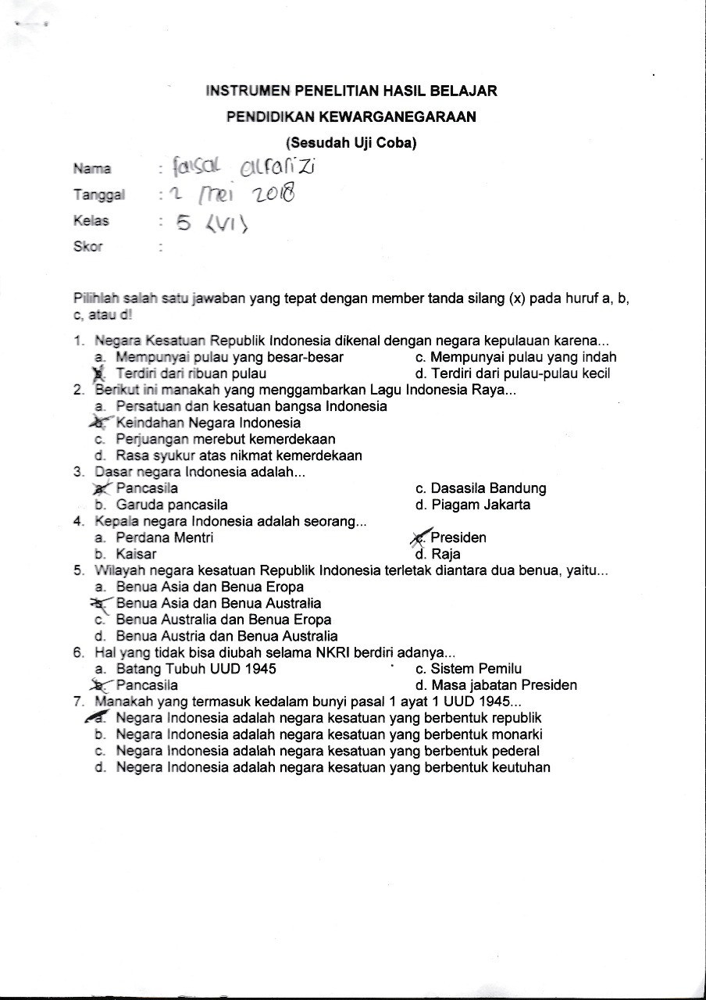 INSTRUMEN PENELITIAN HASIL BELAJAR
PENDIDIKAN KEWARGANEGARAAN
(Sesudah Uji Coba)
Nama : faisal alfarizi
Tanggal : 2 mei 2018
Kelas : 5 (VI)
Skor :
Pilihlah salah satu jawaban yang tepat dengan member tanda silang (x) pada huruf a, b,
c, atau d!
1. Negara Kesatuan Republik Indonesia dikenal dengan negara kepulauan karena...
a. Mempunyai pulau yang besar-besar c. Mempunyai pulau yang indah
b. Terdiri dari ribuan pulau d. Terdiri dari pulau-pulau kecil
2. Berikut ini manakah yang menggambarkan Lagu Indonesia Raya...
a. Persatuan dan kesatuan bangsa Indonesia
b. Keindahan Negara Indonesia
c. Perjuangan merebut kemerdekaan
d. Rasa syukur atas nikmat kemerdekaan
3. Dasar negara Indonesia adalah...
a. Pancasila c. Dasasila Bandung
b. Garuda pancasila d. Piagam Jakarta
4. Kepala negara Indonesia adalah seorang...
a. Perdana Mentri c. Presiden
b. Kaisar d. Raja
5. Wilayah negara kesatuan Republik Indonesia terletak diantara dua benua, yaitu...
a. Benua Asia dan Benua Eropa
b. Benua Asia dan Benua Australia
c. Benua Australia dan Benua Eropa
d. Benua Austria dan Benua Australia
6. Hal yang tidak bisa diubah selama NKRI berdiri adanya...
a. Batang Tubuh UUD 1945 c. Sistem Pemilu
b. Pancasila d. Masa jabatan Presiden
7. Manakah yang termasuk kedalam bunyi pasal 1 ayat 1 UUD 1945...
a. Negara Indonesia adalah negara kesatuan yang berbentuk republik
b. Negara Indonesia adalah negara kesatuan yang berbentuk monarki
c. Negara Indonesia adalah negara kesatuan yang berbentuk pederal
d. Negera Indonesia adalah negara kesatuan yang berbentuk keutuhan